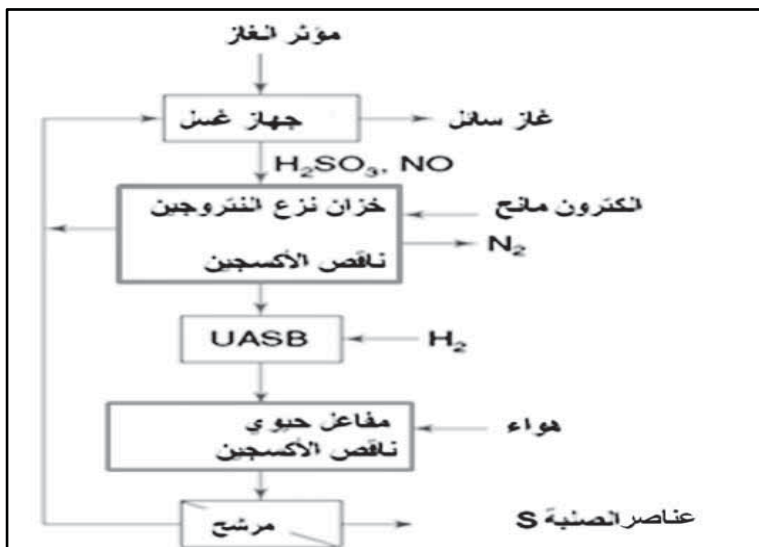 مؤثر الغاز
جهاز غسل
غاز سائل
H₂SO₃, NO
خزان نزع النتروجين
ناقص الأكسجين
الكترون مانح
N₂
UASB
H₂
مفاعل حيوي
ناقص الأكسجين
هواء
مرشح
عناصر الصلبة S